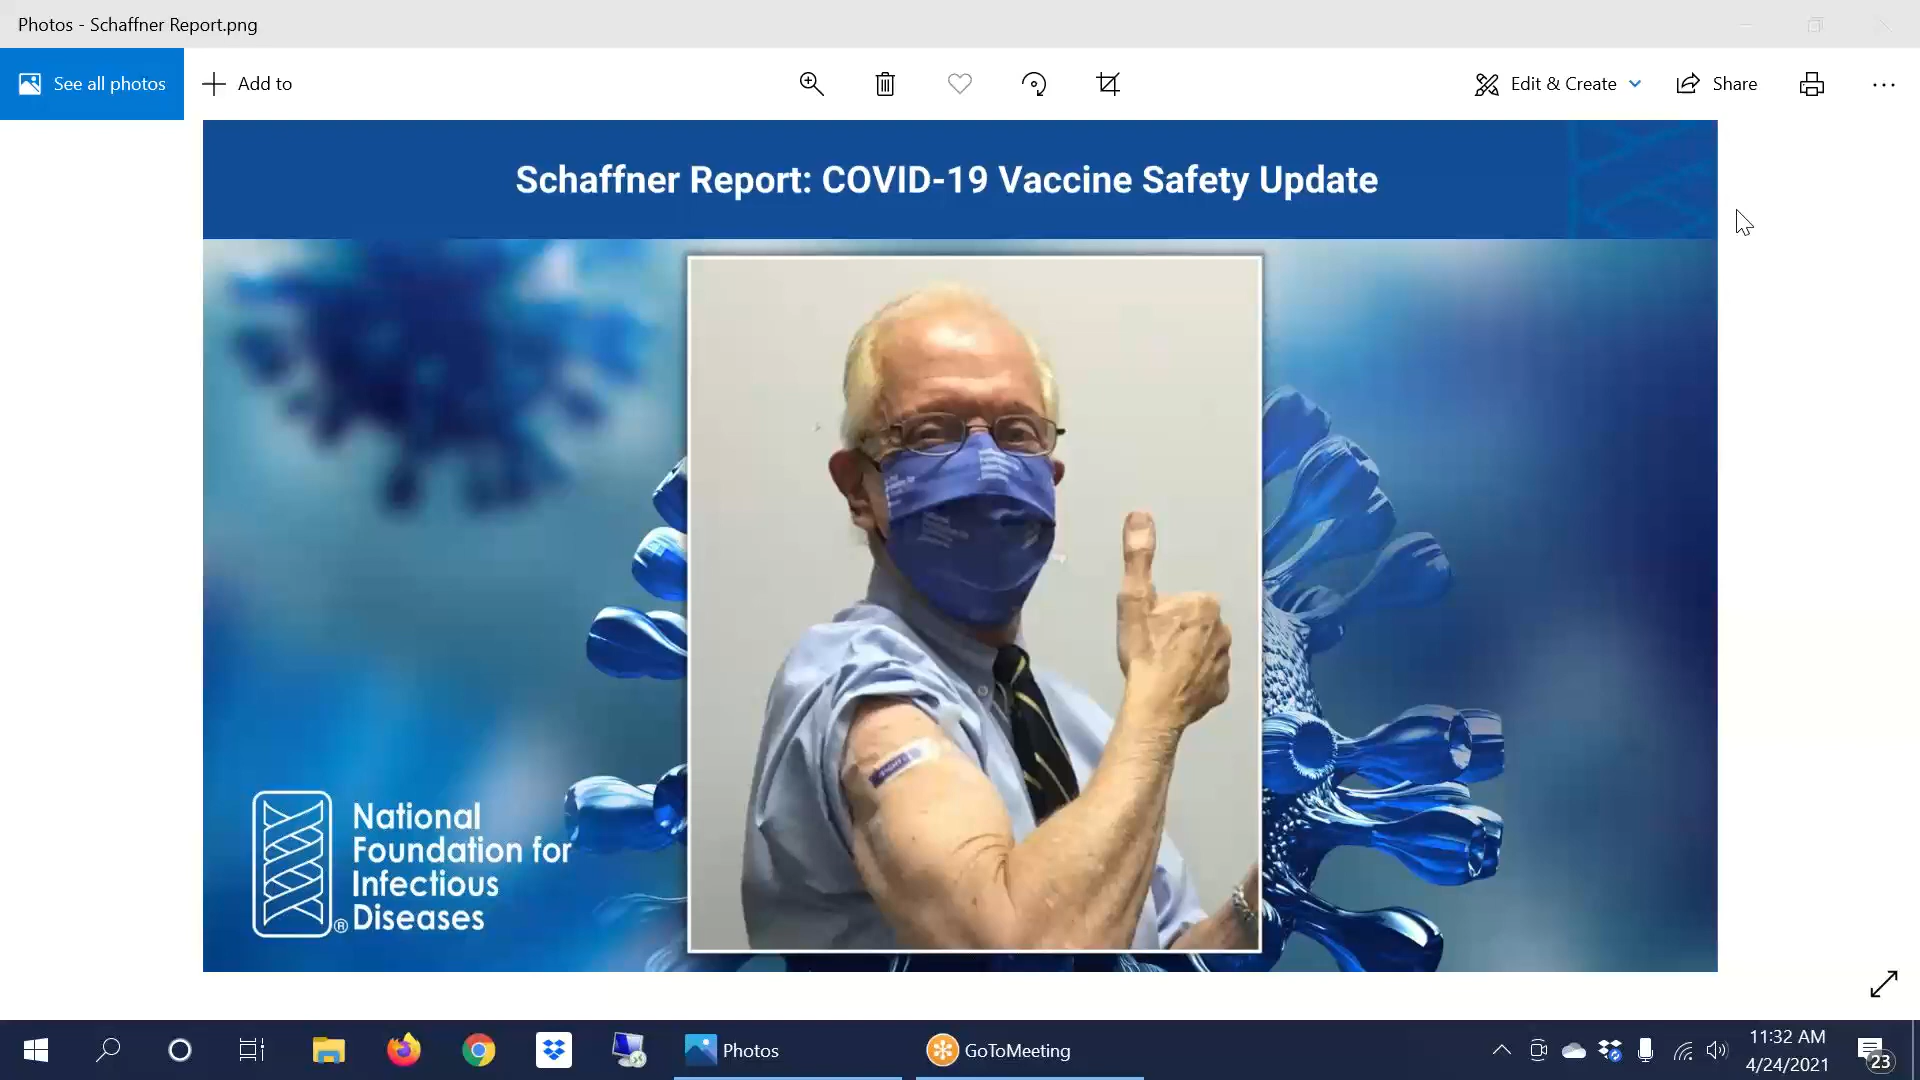 Photos - Schaffner Report.png
See all photos
Add to
Edit & Create
Share
Schaffner Report: COVID-19 Vaccine Safety Update
National
Foundation for
Infectious
® Diseases
Photos
GoToMeeting
11:32 AM
4/24/2021
23